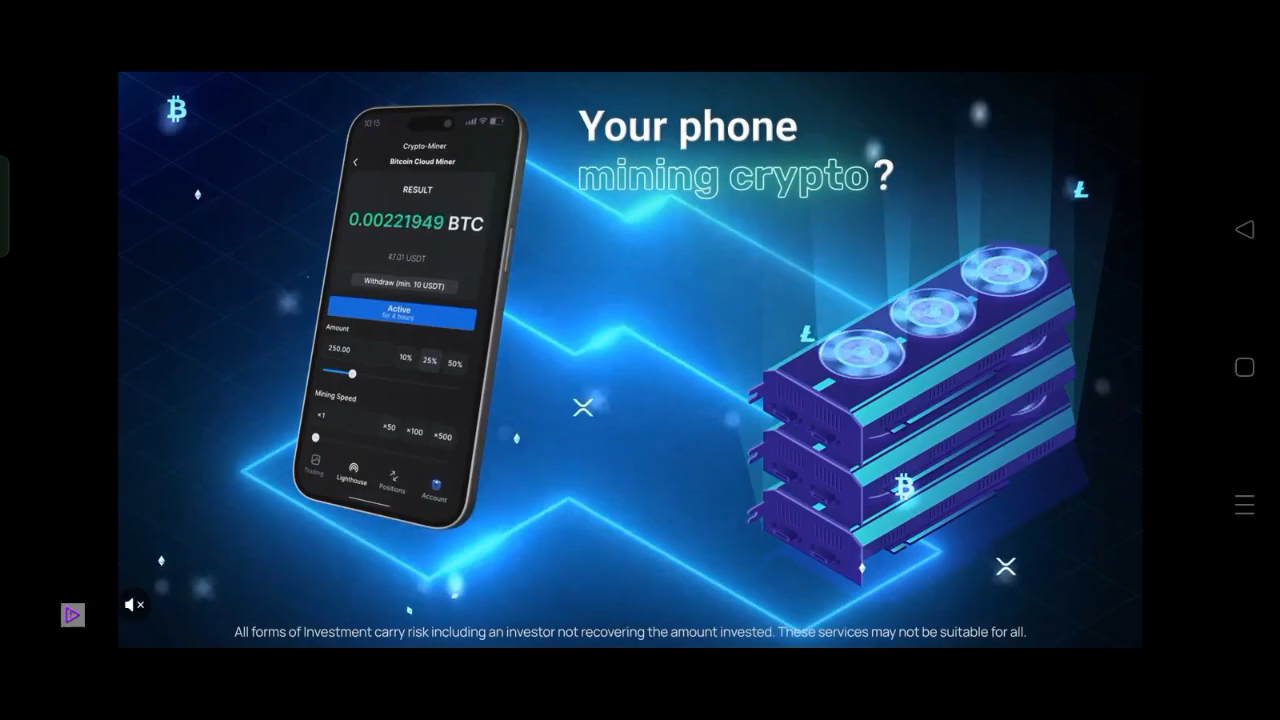 Your phone
mining crypto?
10:15
Crypto-Miner
Bitcoin Cloud Miner
RESULT
0.00221949 BTC
47.01 USDT
Withdraw (min. 10 USDT)
Active
for 4 hours
Amount
250.00 10% 25% 50%
Mining Speed
×1 ×50 ×100 ×500
Trading Lighthouse Positions Account
All forms of Investment carry risk including an investor not recovering the amount invested. These services may not be suitable for all.